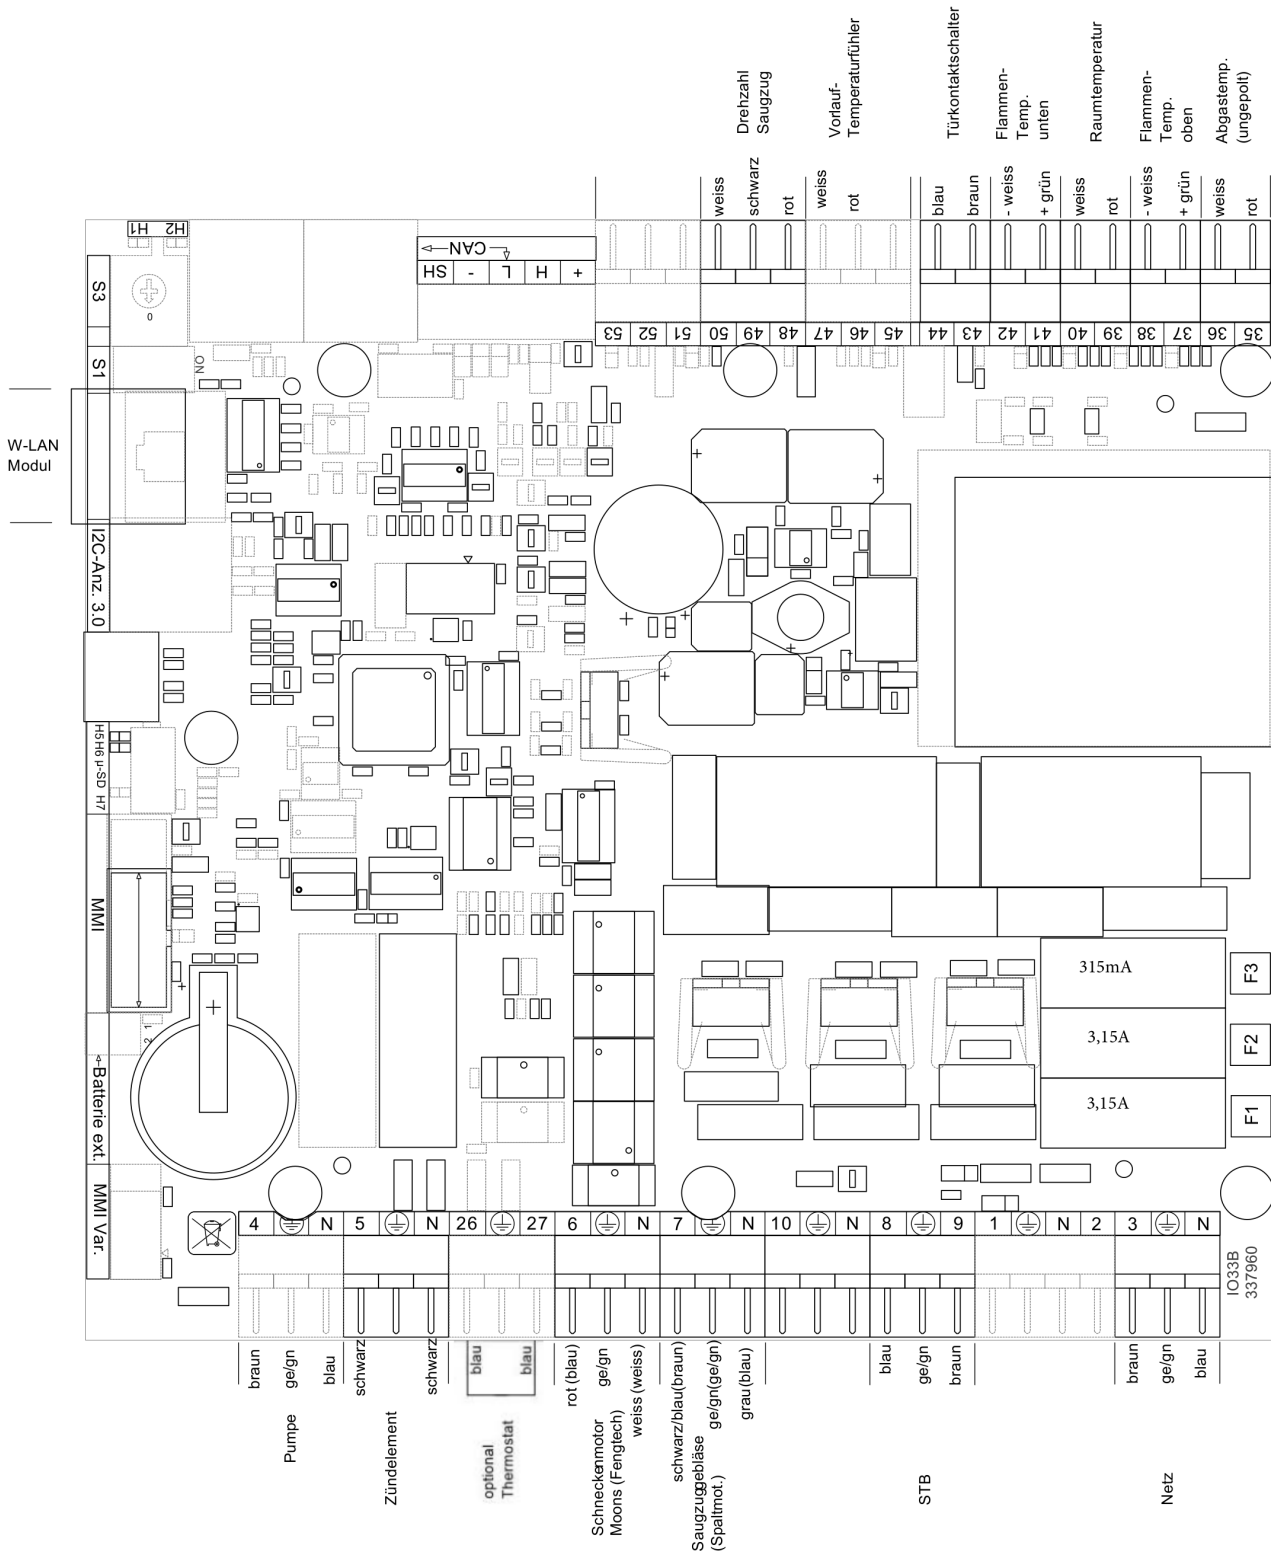 Drehzahl
Saugzug
Vorlauf-
Temperaturfühler
Türkontaktschalter
Flammen-
Temp.
unten
Raumtemperatur
Flammen-
Temp.
oben
Abgastemp.
(ungepolt)
weiss
schwarz
rot
weiss
rot
blau
braun
- weiss
+ grün
weiss
rot
- weiss
+ grün
weiss
rot
H1 H2
CAN
SH - L H +
53 52 51 50 49 48 47 46 45 44 43 42 41 40 39 38 37 36 35
S3
0
S1
NO
W-LAN
Modul
I2C-Anz. 3.0
H5 H6 µ-SD H7
MMI
2 1
Batterie ext.
MMI Var.
315mA
F3
3,15A
F2
3,15A
F1
4 N 5 N 26 27 6 N 7 N 10 N 8 9 1 N 2 3 N
IO33B
337960
braun
ge/gn
blau
schwarz
schwarz
blau
blau
rot (blau)
ge/gn
weiss (weiss)
schwarz/blau(braun)
ge/gn(ge/gn)
grau(blau)
blau
ge/gn
braun
braun
ge/gn
blau
Pumpe
Zündelement
optional
Thermostat
Schneckenmotor
Moons (Fengtech)
Saugzuggebläse
(Spaltmot.)
STB
Netz